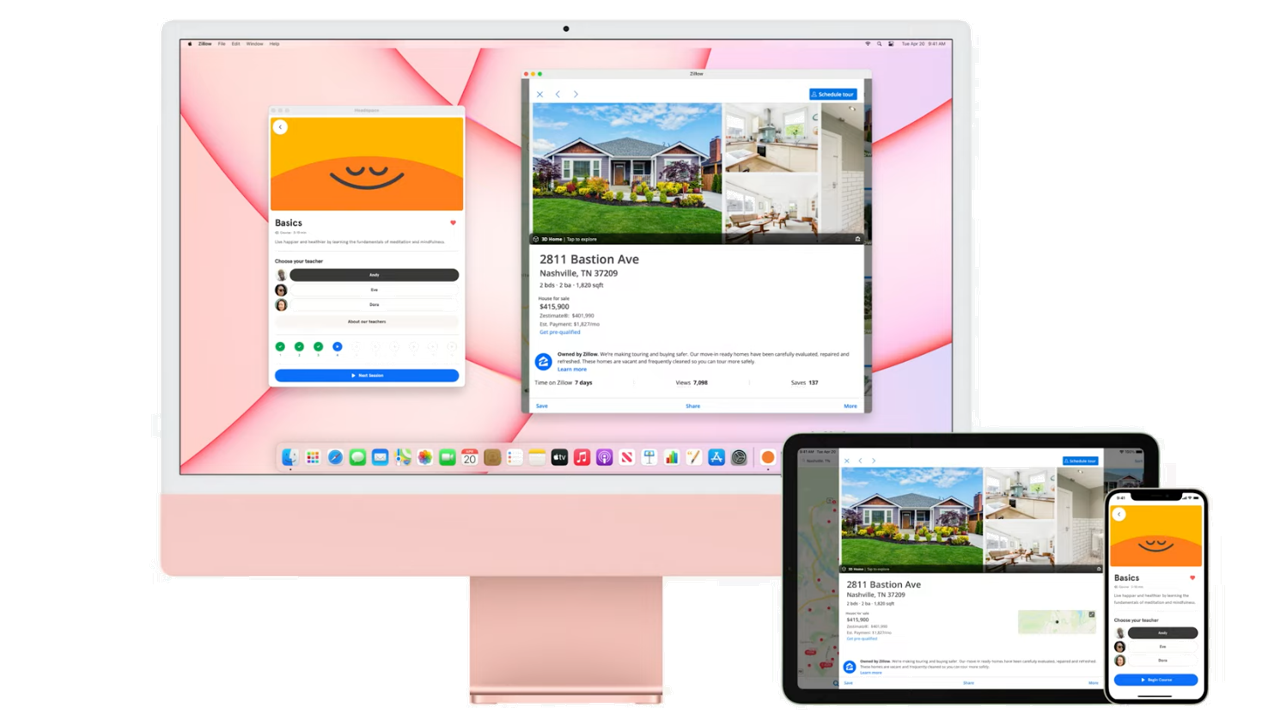 Zillow File Edit Window Help
Tue Apr 20 9:41 AM
Headspace
Basics
Live happier and healthier by learning the fundamentals of meditation and mindfulness.
Choose your teacher
Andy
Eve
Dora
About our teachers
1 2 3 4
Next Session
Zillow
Schedule tour
3D Home | Tap to explore
2811 Bastion Ave
Nashville, TN 37209
2 bds · 2 ba · 1,820 sqft
House for sale
$415,900
Zestimate®: $401,990
Est. Payment: $1,827/mo
Get pre-qualified
Owned by Zillow. We're making touring and buying safer. Our move-in ready homes have been carefully evaluated, repaired and
refreshed. These homes are vacant and frequently cleaned so you can tour more safely.
Learn more
Time on Zillow 7 days
Views 7,098
Saves 137
Save Share More
20
tv
Schedule tour
3D Home | Tap to explore
2811 Bastion Ave
Nashville, TN 37209
2 bds · 2 ba · 1,820 sqft
House for sale
$415,900
Zestimate®: $401,990
Est. Payment: $1,827/mo
Get pre-qualified
Owned by Zillow. We're making touring and buying safer. Our move-in ready homes have been carefully evaluated, repaired and
refreshed. These homes are vacant and frequently cleaned so you can tour more safely.
Learn more
Save Share More
9:41
Basics
Live happier and healthier by learning the
fundamentals of meditation and mindfulness.
Choose your teacher
Andy
Eve
Dora
Begin Course